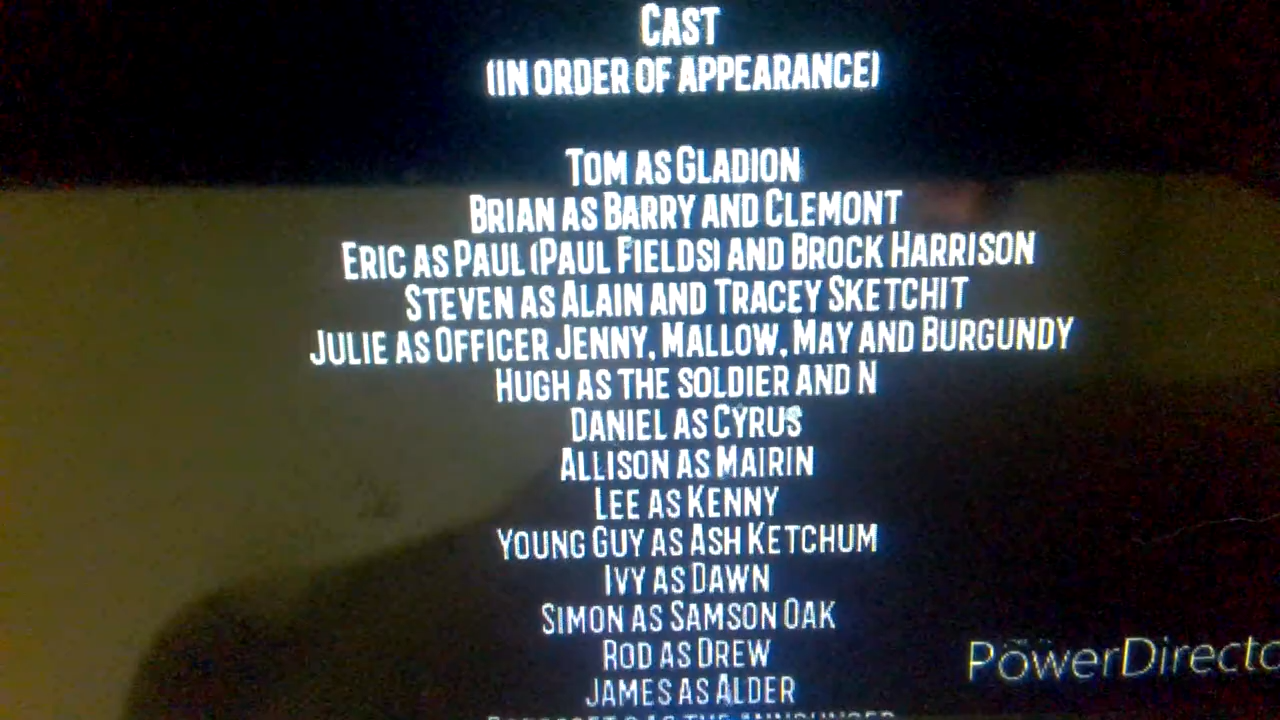 CAST
(IN ORDER OF APPEARANCE)
TOM AS GLADION
BRIAN AS BARRY AND CLEMONT
ERIC AS PAUL (PAUL FIELDS) AND BROCK HARRISON
STEVEN AS ALAIN AND TRACEY SKETCHIT
JULIE AS OFFICER JENNY, MALLOW, MAY AND BURGUNDY
HUGH AS THE SOLDIER AND N
DANIEL AS CYRUS
ALLISON AS MAIRIN
LEE AS KENNY
YOUNG GUY AS ASH KETCHUM
IVY AS DAWN
SIMON AS SAMSON OAK
ROD AS DREW
PowerDirecto
JAMES AS ALDER
AS THE ANNOUNCER